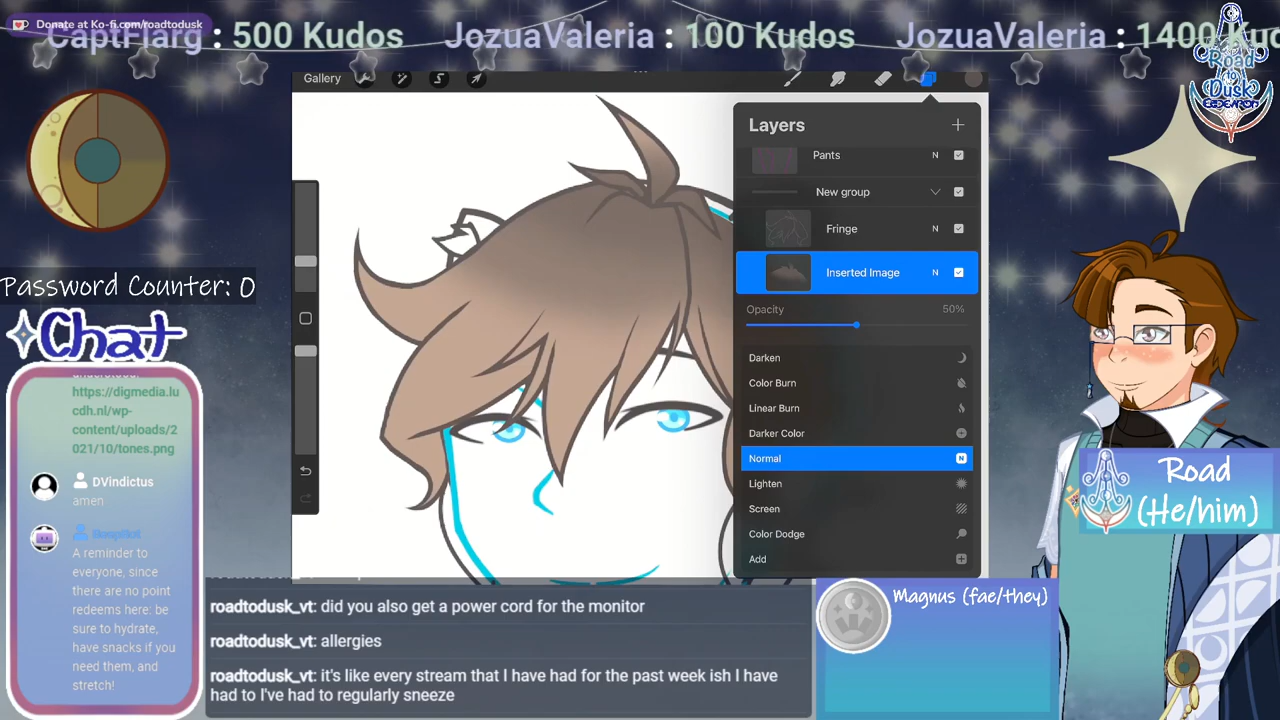 Donate at Ko-fi.com/roadtodusk
CaptFlarg : 500 Kudos JozuaValeria : 100 Kudos JozuaValeria : 1400 Kudos
Road
to
Dusk
Gallery
Layers
Pants N
New group
Fringe N
Inserted Image N
Opacity 50%
Darken
Color Burn
Linear Burn
Darker Color
Normal N
Lighten
Screen
Color Dodge
Add
Password Counter: 0
Chat
https://digmedia.lu
cdh.nl/wp-
content/uploads/2
021/10/tones.png
DVindictus
amen
A reminder to
everyone, since
there are no point
redeems here: be
sure to hydrate,
have snacks if you
need them, and
stretch!
roadtodusk_vt: did you also get a power cord for the monitor
roadtodusk_vt: allergies
roadtodusk_vt: it's like every stream that I have had for the past week ish I have
had to I've had to regularly sneeze
Magnus (fae/they)
Road
(He/him)